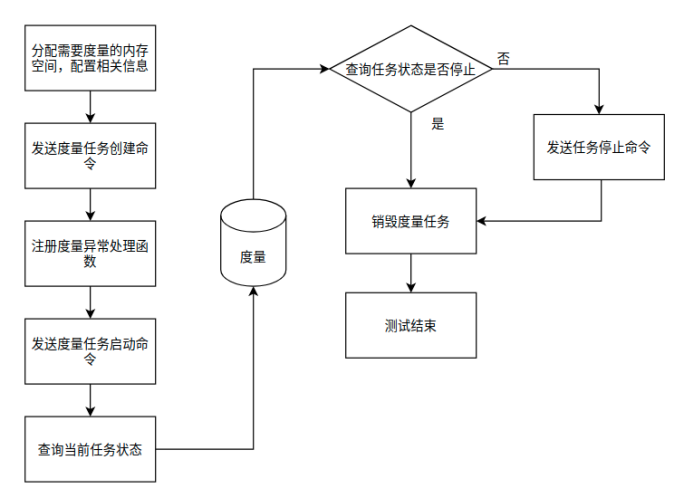 分配需要度量的内存
空间，配置相关信息
发送度量任务创建命
令
注册度量异常处理函
数
发送度量任务启动命
令
查询当前任务状态
度量
查询任务状态是否停止
否
是
发送任务停止命令
销毁度量任务
测试结束